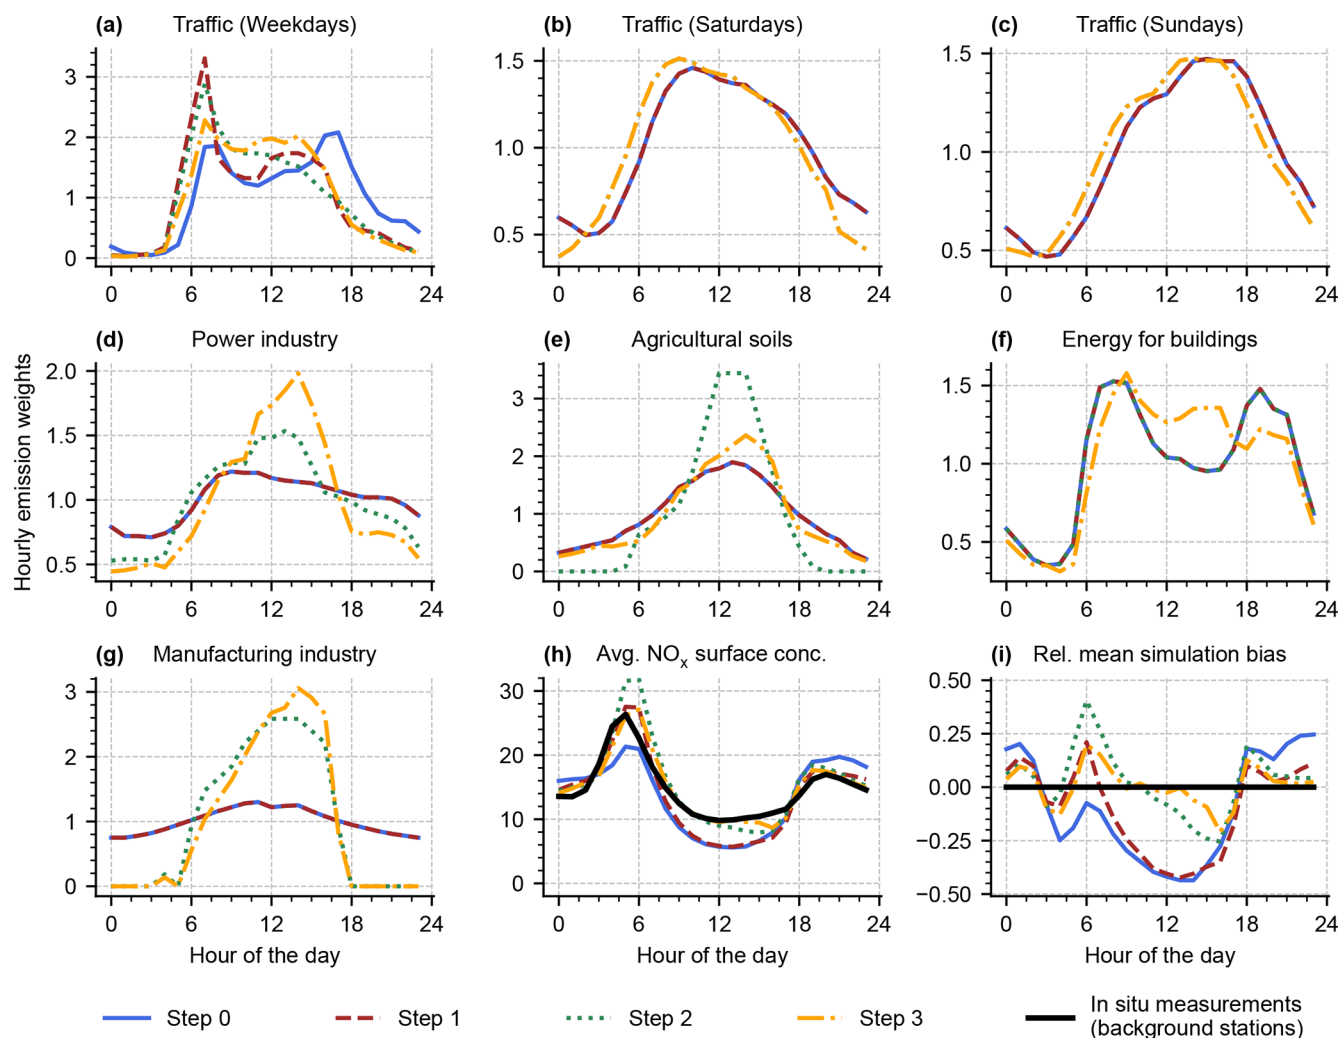 (a) Traffic (Weekdays)
(b) Traffic (Saturdays)
(c) Traffic (Sundays)
3
2
1
0
0 6 12 18 24
1.5
1.0
0.5
0 6 12 18 24
1.5
1.0
0.5
0 6 12 18 24
Hourly emission weights
(d) Power industry
(e) Agricultural soils
(f) Energy for buildings
2.0
1.5
1.0
0.5
0 6 12 18 24
3
2
1
0
0 6 12 18 24
1.5
1.0
0.5
0 6 12 18 24
(g) Manufacturing industry
(h) Avg. NOx surface conc.
(i) Rel. mean simulation bias
3
2
1
0
0 6 12 18 24
Hour of the day
30
20
10
0
0 6 12 18 24
Hour of the day
0.50
0.25
0.00
−0.25
−0.50
0 6 12 18 24
Hour of the day
Step 0
Step 1
Step 2
Step 3
In situ measurements
(background stations)